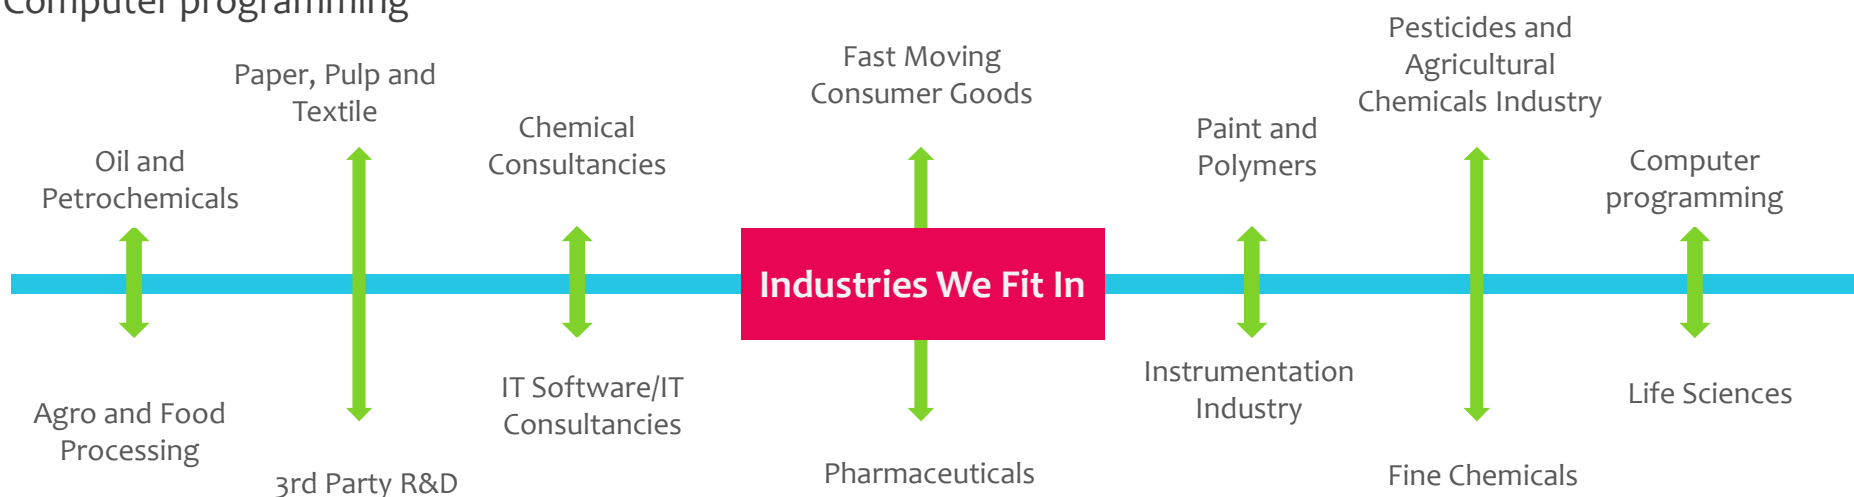 Computer programming
Paper, Pulp and
Textile
Fast Moving
Consumer Goods
Pesticides and
Agricultural
Chemicals Industry
Oil and
Petrochemicals
Chemical
Consultancies
Paint and
Polymers
Computer
programming
Industries We Fit In
Agro and Food
Processing
3rd Party R&D
IT Software/IT
Consultancies
Pharmaceuticals
Instrumentation
Industry
Fine Chemicals
Life Sciences